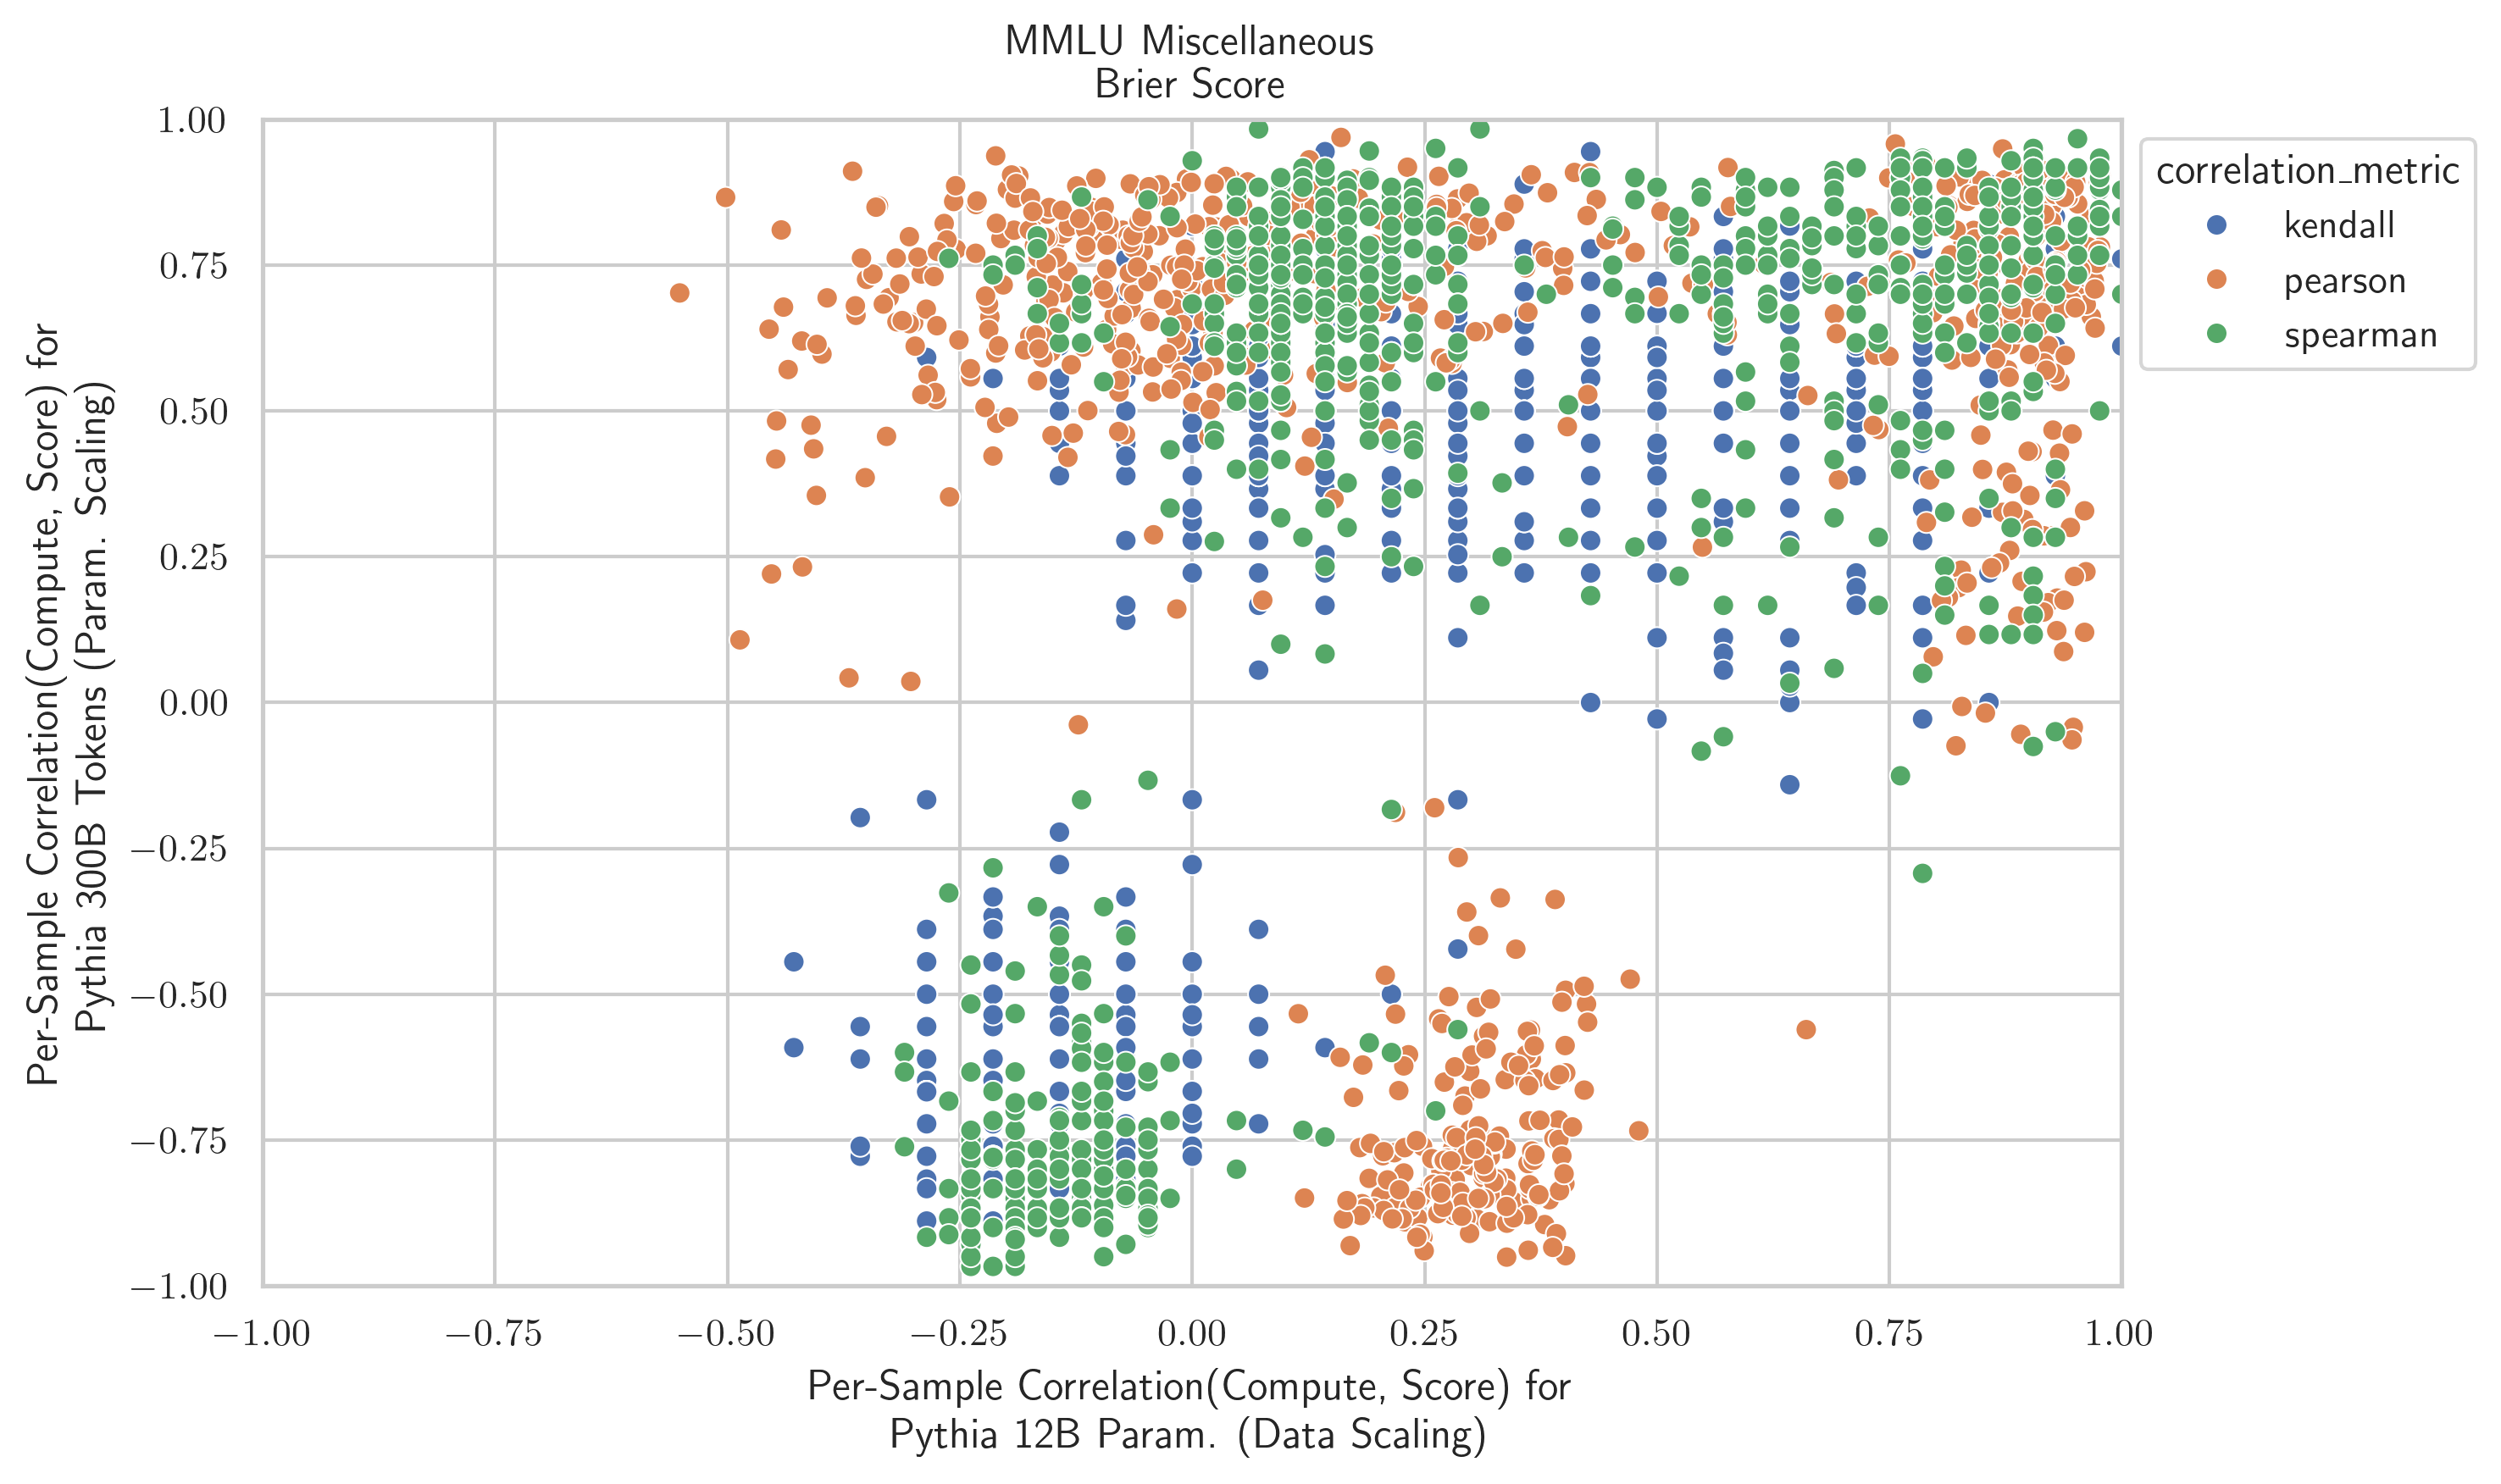 MMLU Miscellaneous
Brier Score
Per-Sample Correlation(Compute, Score) for
Pythia 300B Tokens (Param. Scaling)
1.00
0.75
0.50
0.25
0.00
−0.25
−0.50
−0.75
−1.00
−1.00 −0.75 −0.50 −0.25 0.00 0.25 0.50 0.75 1.00
Per-Sample Correlation(Compute, Score) for
Pythia 12B Param. (Data Scaling)
correlation_metric
kendall
pearson
spearman